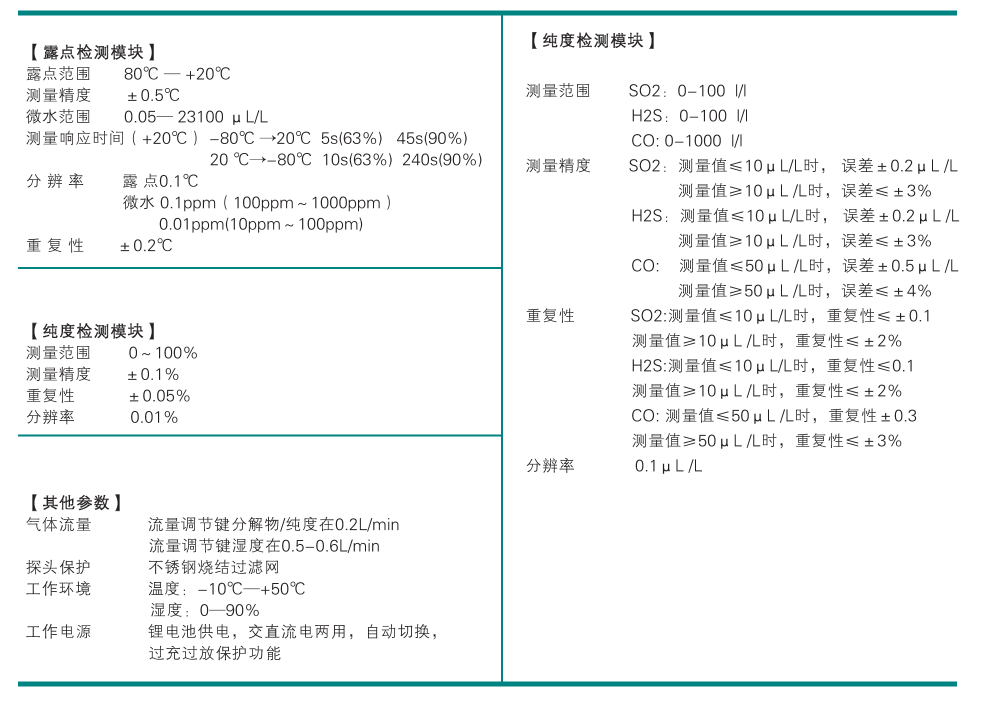 【露点检测模块】
露点范围 80℃ — +20℃
测量精度 ±0.5℃
微水范围 0.05— 23100 μL/L
测量响应时间（+20℃） -80℃→20℃ 5s(63%) 45s(90%)
20 ℃→-80℃ 10s(63%) 240s(90%)
分 辨 率 露 点0.1℃
微水 0.1ppm（100ppm~1000ppm）
0.01ppm(10ppm~100ppm)
重 复 性 ±0.2℃
【纯度检测模块】
测量范围 0~100%
测量精度 ±0.1%
重复性 ±0.05%
分辨率 0.01%
【其他参数】
气体流量 流量调节键分解物/纯度在0.2L/min
流量调节键湿度在0.5-0.6L/min
探头保护 不锈钢烧结过滤网
工作环境 温度：-10℃—+50℃
湿度：0—90%
工作电源 锂电池供电，交直流电两用，自动切换，
过充过放保护功能
【纯度检测模块】
测量范围 SO2：0-100 l/l
H2S：0-100 l/l
CO: 0-1000 l/l
测量精度 SO2：测量值≤10μL/L时， 误差±0.2μL/L
测量值≥10μL/L时，误差≤±3%
H2S：测量值≤10μL/L时， 误差±0.2μL/L
测量值≥10μL/L时，误差≤±3%
CO: 测量值≤50μL/L时，误差±0.5μL/L
测量值≥50μL/L时，误差≤±4%
重复性 SO2:测量值≤10μL/L时，重复性≤±0.1
测量值≥10μL/L时，重复性≤±2%
H2S:测量值≤10μL/L时，重复性≤0.1
测量值≥10μL/L时，重复性≤±2%
CO: 测量值≤50μL/L时，重复性±0.3
测量值≥50μL/L时，重复性≤±3%
分辨率 0.1μL/L